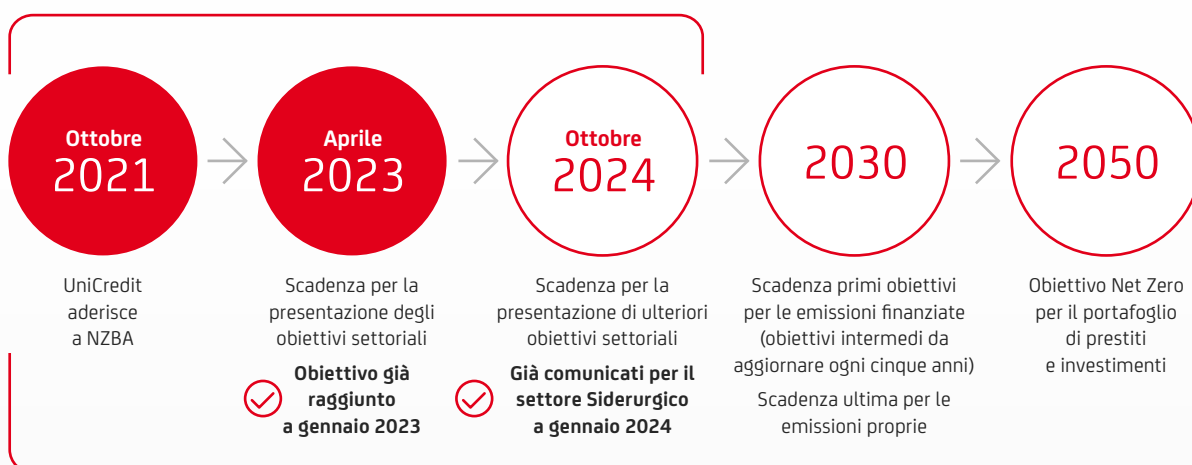 Ottobre
2021
UniCredit
aderisce
a NZBA
Aprile
2023
Scadenza per la
presentazione degli
obiettivi settoriali
Obiettivo già
raggiunto
a gennaio 2023
Ottobre
2024
Scadenza per la
presentazione di ulteriori
obiettivi settoriali
Già comunicati per il
settore Siderurgico
a gennaio 2024
2030
Scadenza primi obiettivi
per le emissioni finanziate
(obiettivi intermedi da
aggiornare ogni cinque anni)
Scadenza ultima per le
emissioni proprie
2050
Obiettivo Net Zero
per il portafoglio
di prestiti
e investimenti